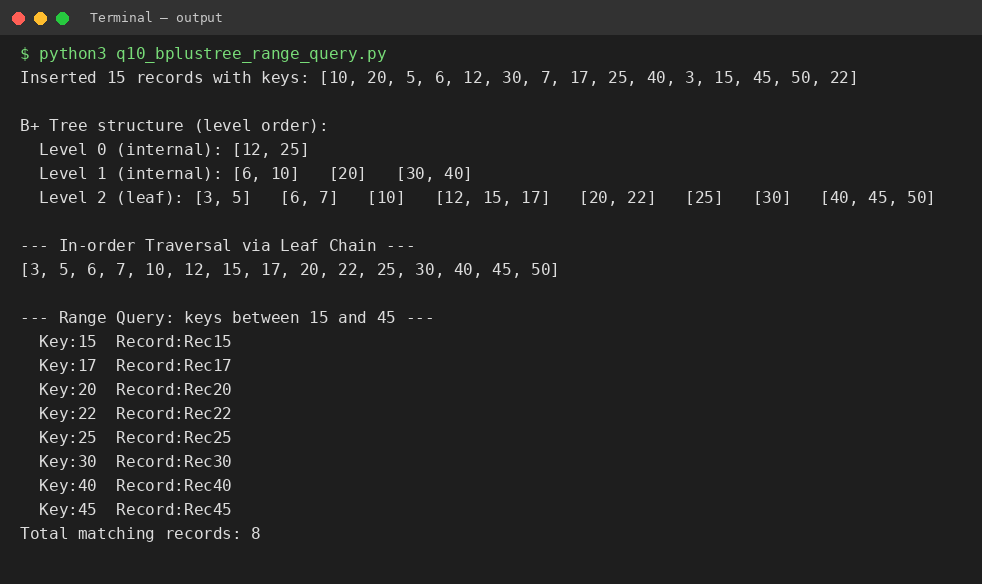 Terminal — output
$ python3 q10_bplustree_range_query.py
Inserted 15 records with keys: [10, 20, 5, 6, 12, 30, 7, 17, 25, 40, 3, 15, 45, 50, 22]
B+ Tree structure (level order):
  Level 0 (internal): [12, 25]
  Level 1 (internal): [6, 10]   [20]   [30, 40]
  Level 2 (leaf): [3, 5]   [6, 7]   [10]   [12, 15, 17]   [20, 22]   [25]   [30]   [40, 45, 50]
--- In-order Traversal via Leaf Chain ---
[3, 5, 6, 7, 10, 12, 15, 17, 20, 22, 25, 30, 40, 45, 50]
--- Range Query: keys between 15 and 45 ---
  Key:15  Record:Rec15
  Key:17  Record:Rec17
  Key:20  Record:Rec20
  Key:22  Record:Rec22
  Key:25  Record:Rec25
  Key:30  Record:Rec30
  Key:40  Record:Rec40
  Key:45  Record:Rec45
Total matching records: 8